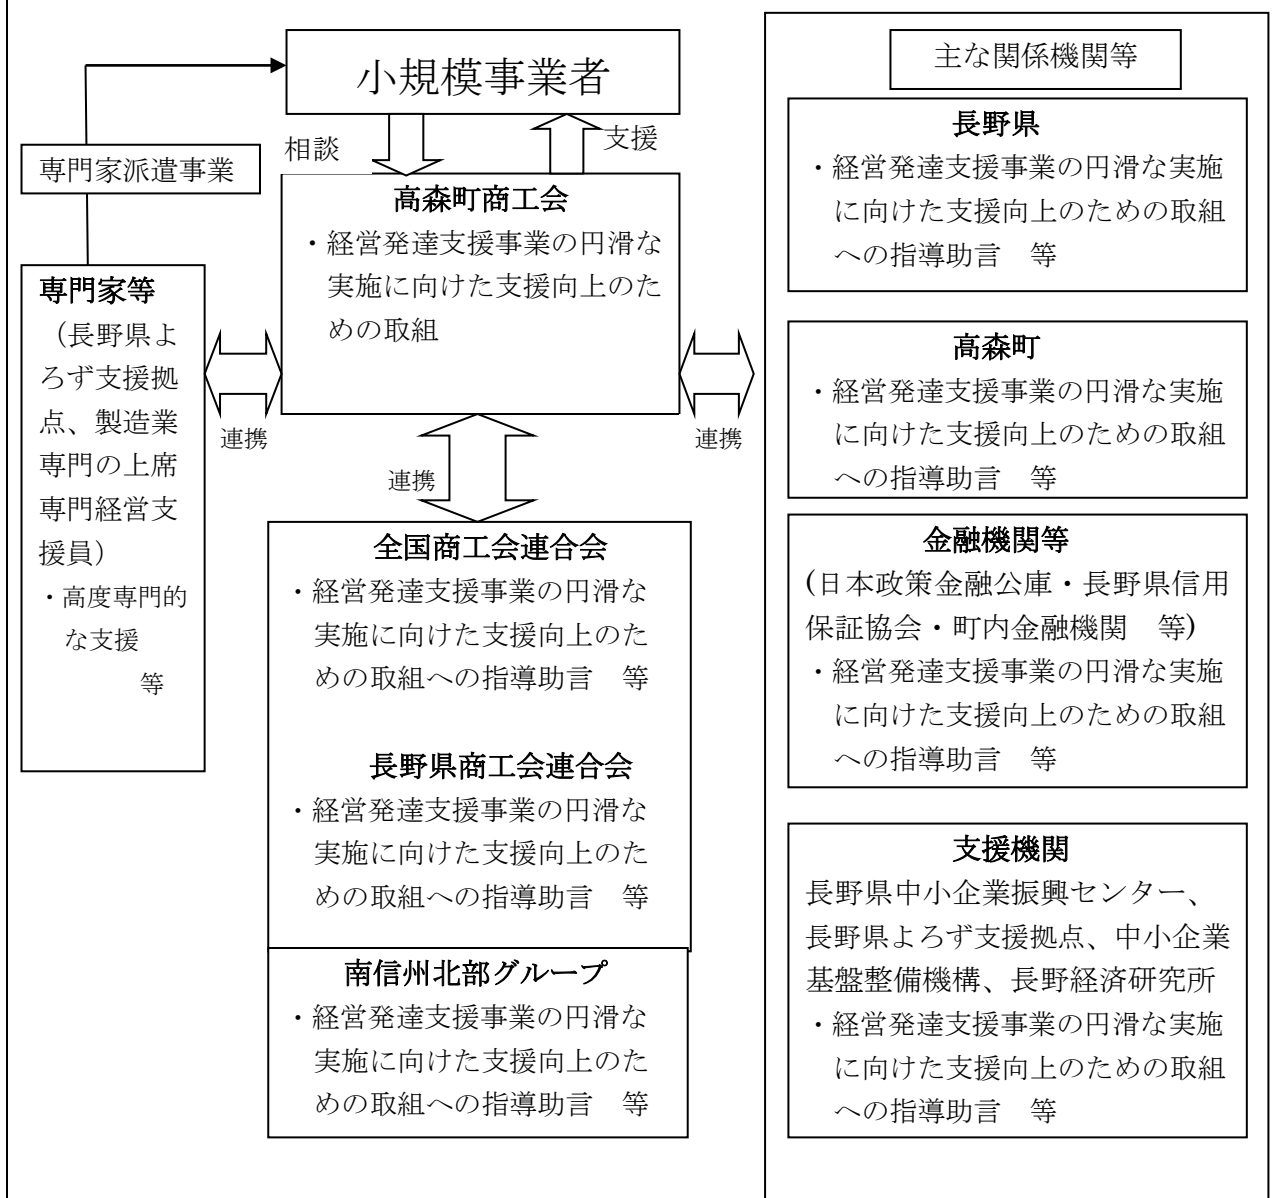 小規模事業者
相談
支援
専門家派遣事業
高森町商工会
・経営発達支援事業の円滑な
実施に向けた支援向上のた
めの取組
専門家等
（長野県よ
ろず支援拠
点、製造業
専門の上席
専門経営支
援員）
・高度専門的
な支援
等
連携
連携
連携
全国商工会連合会
・経営発達支援事業の円滑な
実施に向けた支援向上のた
めの取組への指導助言　等
長野県商工会連合会
・経営発達支援事業の円滑な
実施に向けた支援向上のた
めの取組への指導助言　等
南信州北部グループ
・経営発達支援事業の円滑な
実施に向けた支援向上のた
めの取組への指導助言　等
主な関係機関等
長野県
・経営発達支援事業の円滑な実施
に向けた支援向上のための取組
への指導助言　等
高森町
・経営発達支援事業の円滑な実施
に向けた支援向上のための取組
への指導助言　等
金融機関等
(日本政策金融公庫・長野県信用
保証協会・町内金融機関　等)
・経営発達支援事業の円滑な実施
に向けた支援向上のための取組
への指導助言　等
支援機関
長野県中小企業振興センター、
長野県よろず支援拠点、中小企業
基盤整備機構、長野経済研究所
・経営発達支援事業の円滑な実施
に向けた支援向上のための取組
への指導助言　等